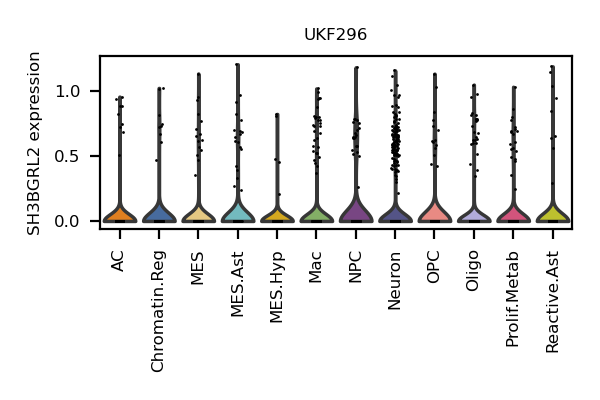 UKF296
SH3BGRL2 expression
1.0
0.5
0.0
AC
Chromatin.Reg
MES
MES.Ast
MES.Hyp
Mac
NPC
Neuron
OPC
Oligo
Prolif.Metab
Reactive.Ast